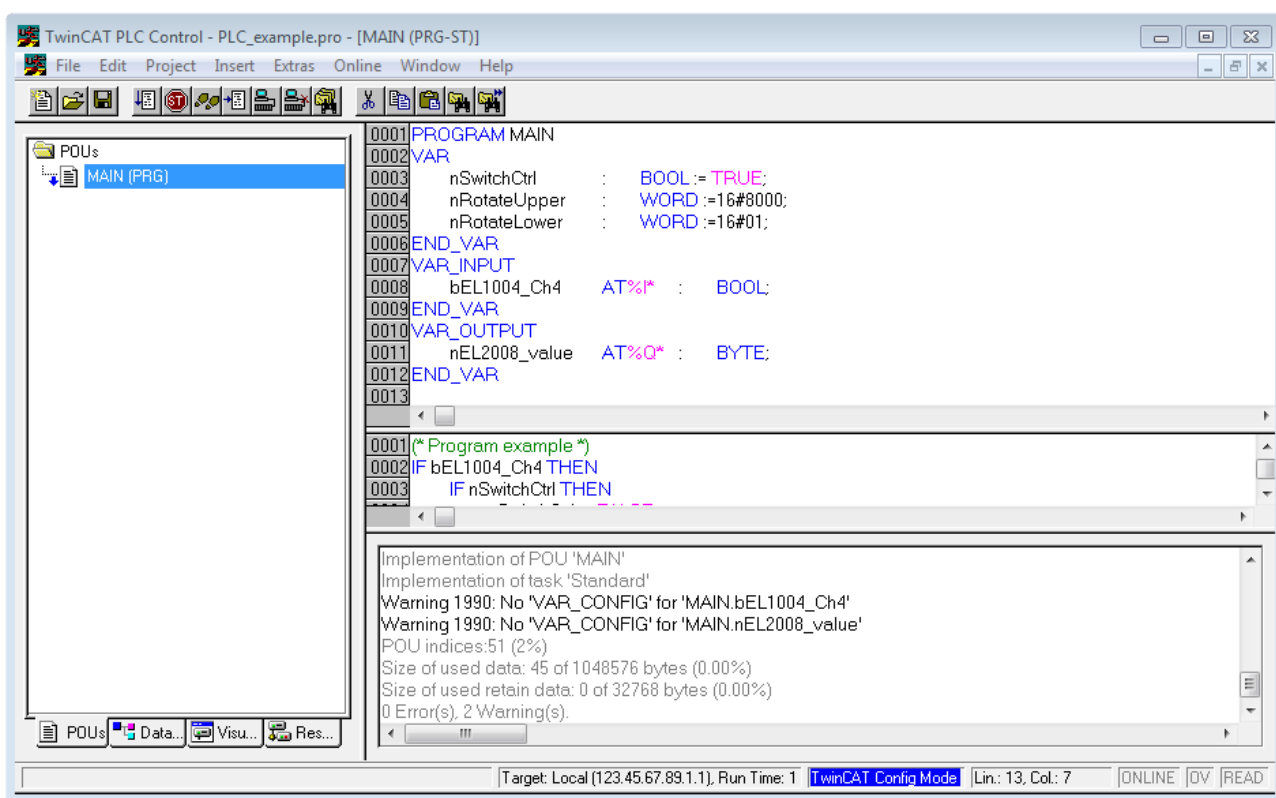 TwinCAT PLC Control - PLC_example.pro - [MAIN (PRG-ST)]
File Edit Project Insert Extras Online Window Help
POUs
MAIN (PRG)
0001 PROGRAM MAIN
0002 VAR
0003 nSwitchCtrl : BOOL := TRUE;
0004 nRotateUpper : WORD :=16#8000;
0005 nRotateLower : WORD :=16#01;
0006 END_VAR
0007 VAR_INPUT
0008 bEL1004_Ch4 AT%I* : BOOL;
0009 END_VAR
0010 VAR_OUTPUT
0011 nEL2008_value AT%Q* : BYTE;
0012 END_VAR
0013
0001 (* Program example *)
0002 IF bEL1004_Ch4 THEN
0003 IF nSwitchCtrl THEN
Implementation of POU 'MAIN'
Implementation of task 'Standard'
Warning 1990: No 'VAR_CONFIG' for 'MAIN.bEL1004_Ch4'
Warning 1990: No 'VAR_CONFIG' for 'MAIN.nEL2008_value'
POU indices:51 (2%)
Size of used data: 45 of 1048576 bytes (0.00%)
Size of used retain data: 0 of 32768 bytes (0.00%)
0 Error(s), 2 Warning(s).
POUs Data... Visu... Res...
Target: Local (123.45.67.89.1.1), Run Time: 1 TwinCAT Config Mode Lin.: 13, Col.: 7 ONLINE OV READ